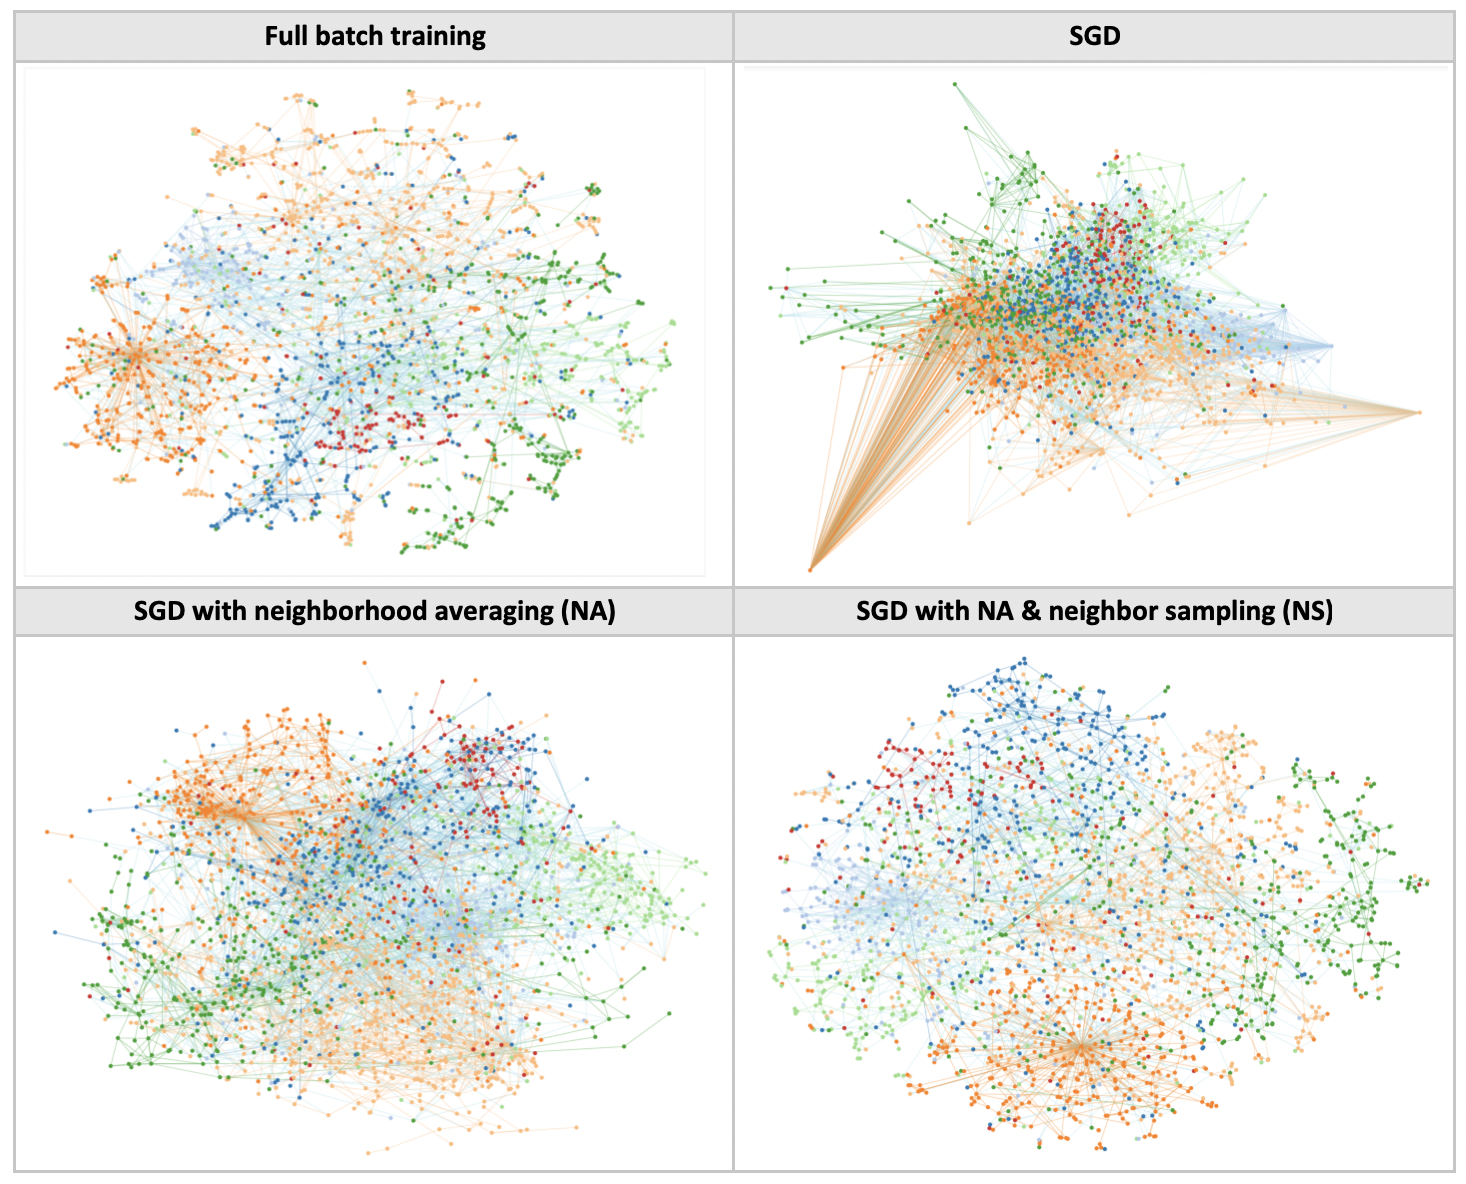 Full batch training
SGD
SGD with neighborhood averaging (NA)
SGD with NA & neighbor sampling (NS)